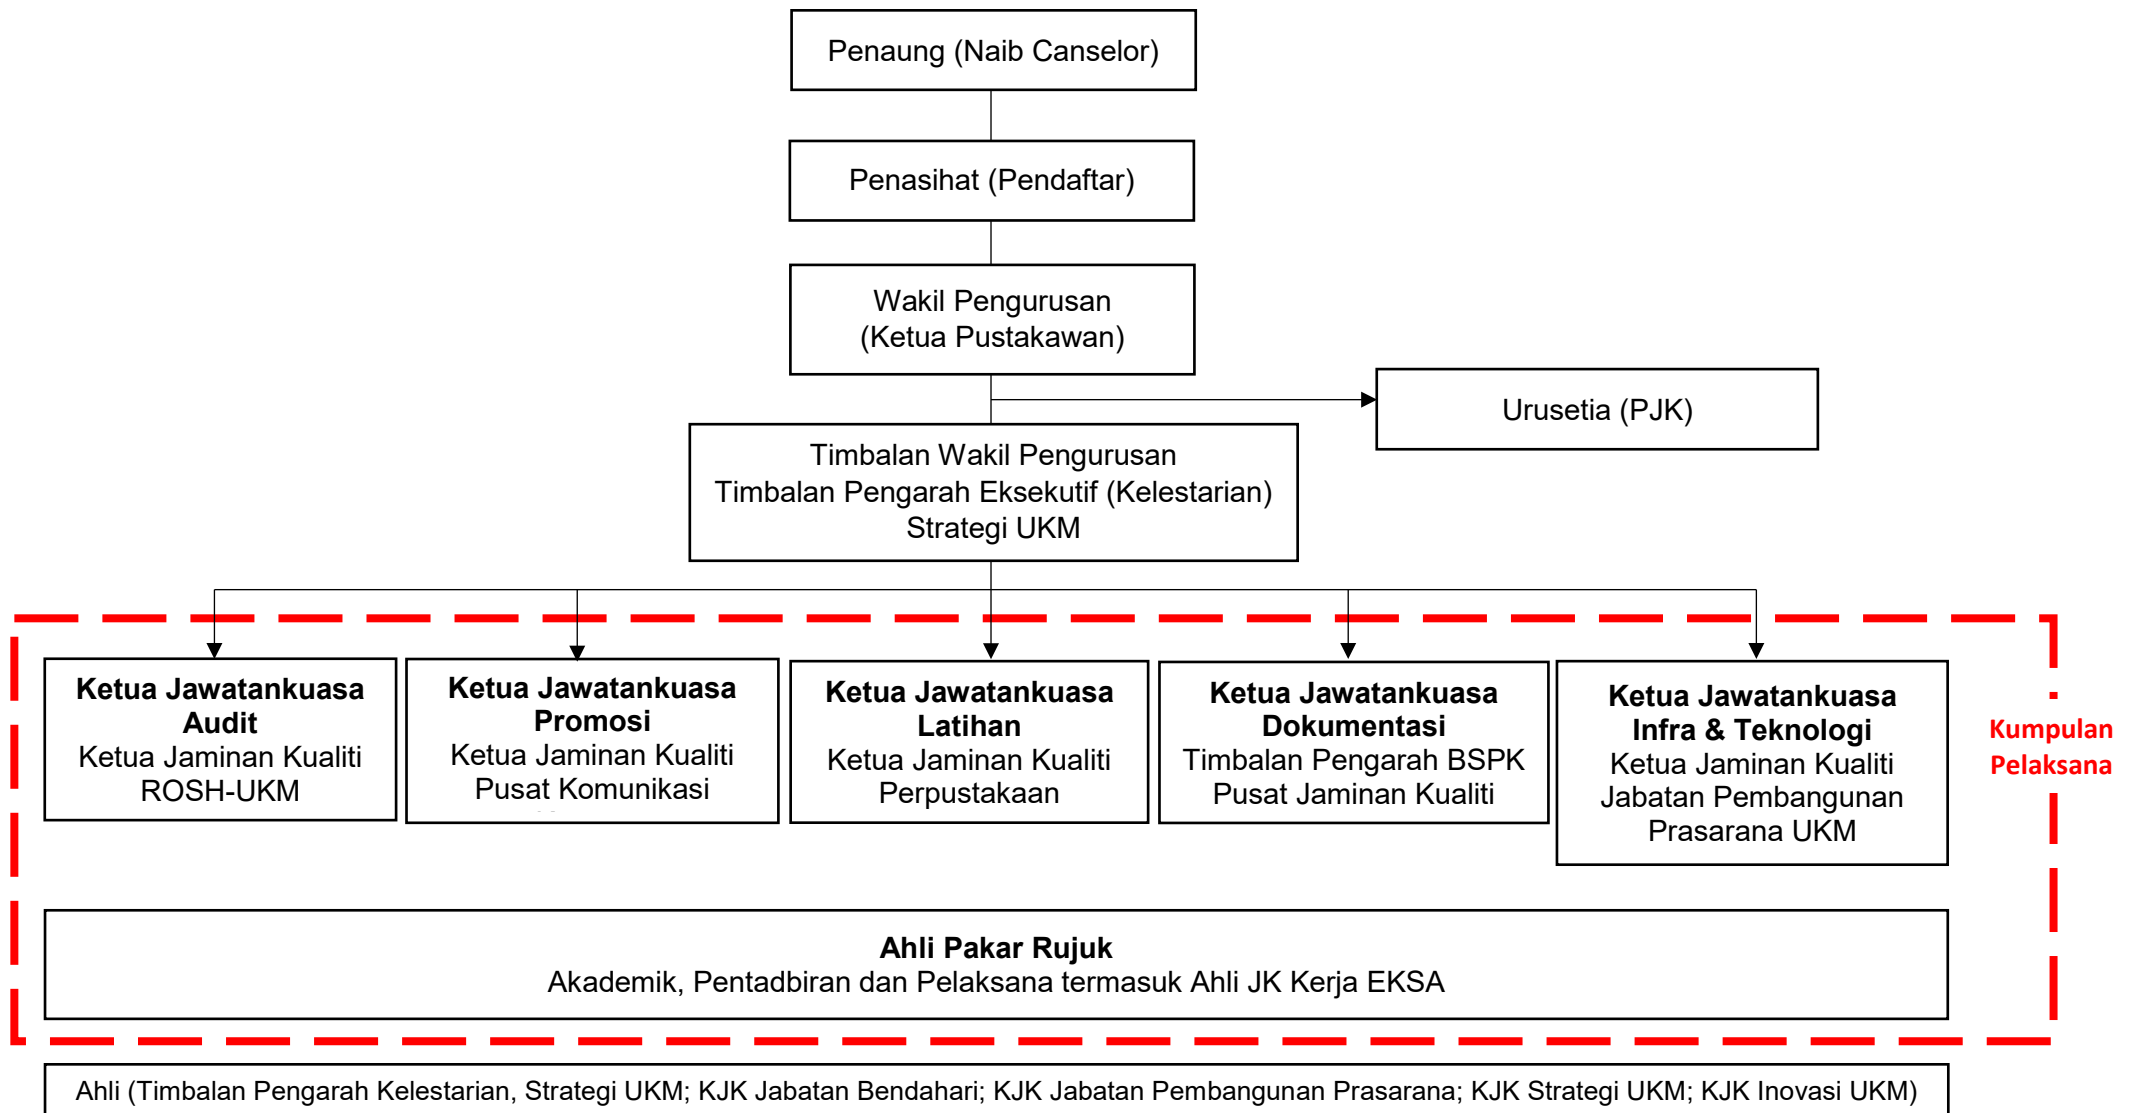 Penaung (Naib Canselor)
Penasihat (Pendaftar)
Wakil Pengurusan
(Ketua Pustakawan)
Urusetia (PJK)
Timbalan Wakil Pengurusan
Timbalan Pengarah Eksekutif (Kelestarian)
Strategi UKM
Ketua Jawatankuasa
Audit
Ketua Jaminan Kualiti
ROSH-UKM
Ketua Jawatankuasa
Promosi
Ketua Jaminan Kualiti
Pusat Komunikasi
Ketua Jawatankuasa
Latihan
Ketua Jaminan Kualiti
Perpustakaan
Ketua Jawatankuasa
Dokumentasi
Timbalan Pengarah BSPK
Pusat Jaminan Kualiti
Ketua Jawatankuasa
Infra & Teknologi
Ketua Jaminan Kualiti
Jabatan Pembangunan
Prasarana UKM
Kumpulan
Pelaksana
Ahli Pakar Rujuk
Akademik, Pentadbiran dan Pelaksana termasuk Ahli JK Kerja EKSA
Ahli (Timbalan Pengarah Kelestarian, Strategi UKM; KJK Jabatan Bendahari; KJK Jabatan Pembangunan Prasarana; KJK Strategi UKM; KJK Inovasi UKM)